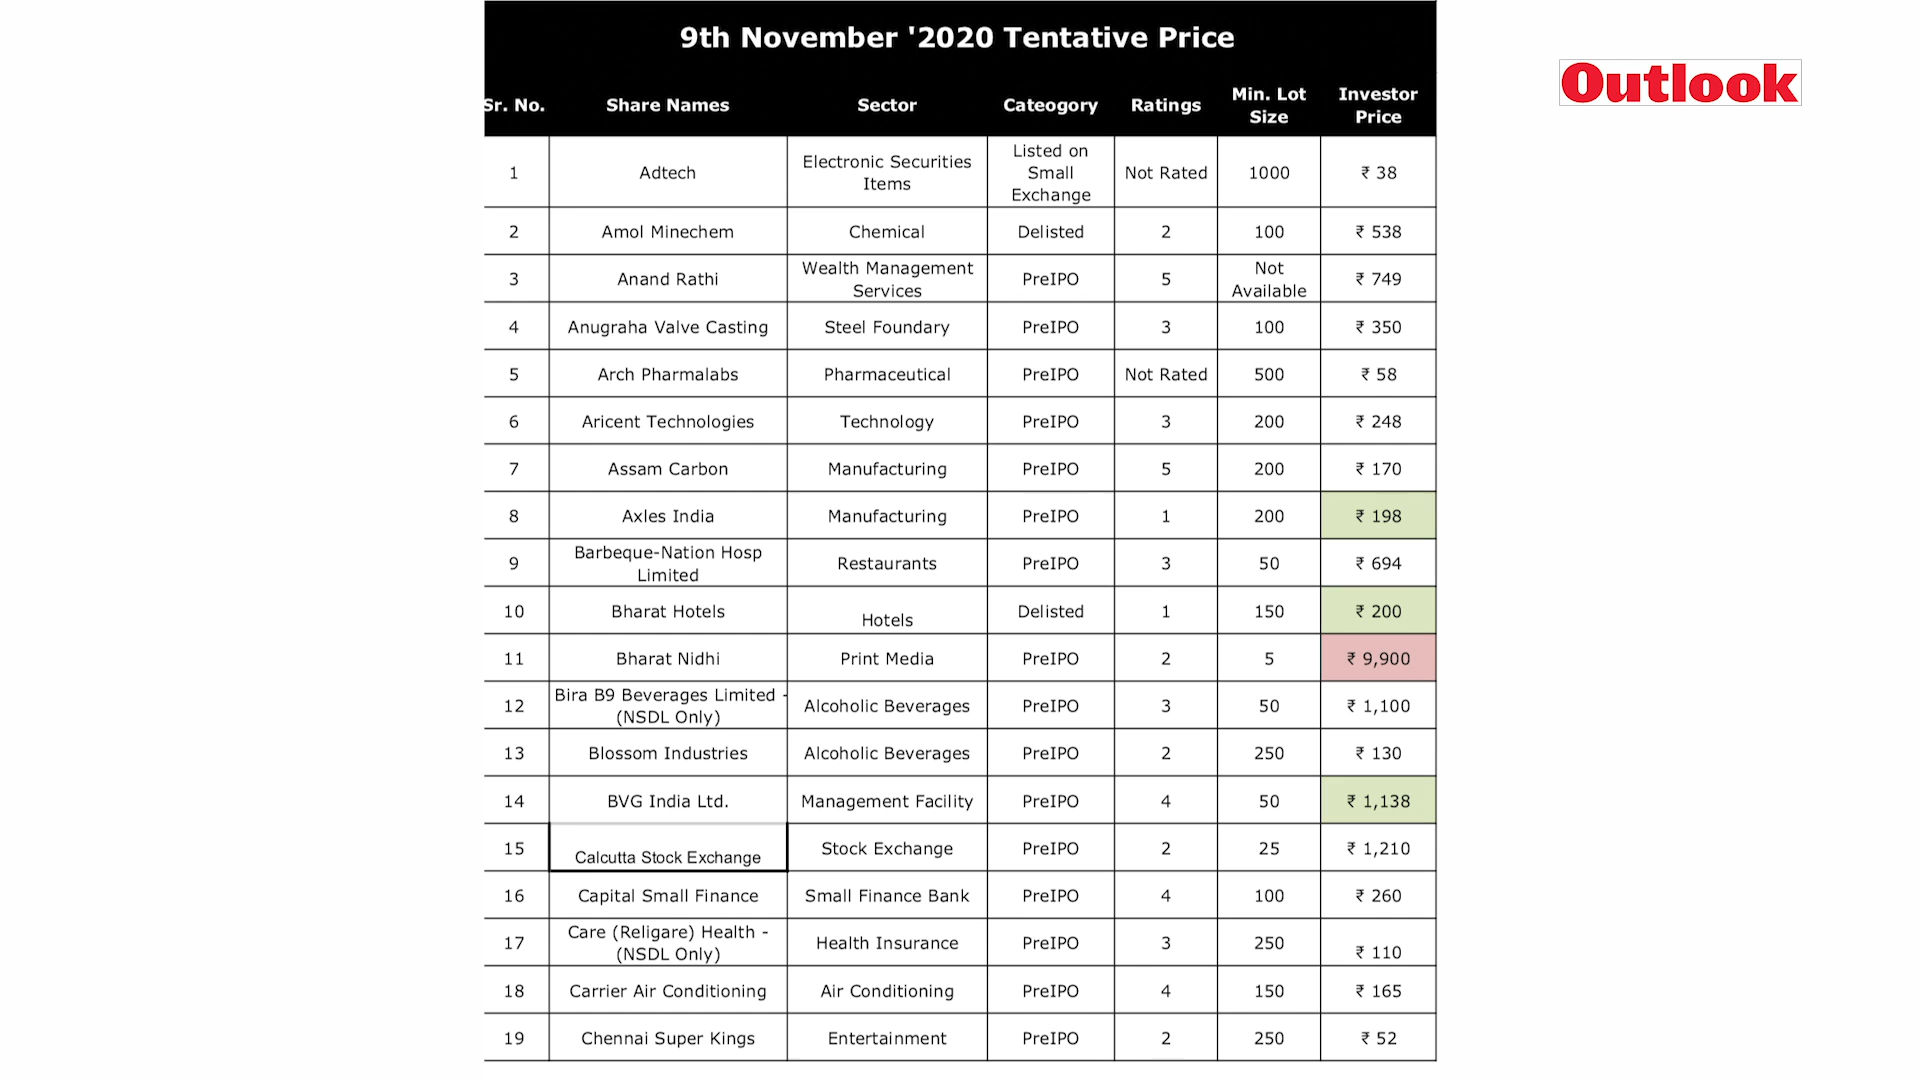 9th November '2020 Tentative Price
Outlook
Sr. No. Share Names Sector Cateogory Ratings Min. Lot Size Investor Price
1 Adtech Electronic Securities Items Listed on Small Exchange Not Rated 1000 ₹ 38
2 Amol Minechem Chemical Delisted 2 100 ₹ 538
3 Anand Rathi Wealth Management Services PreIPO 5 Not Available ₹ 749
4 Anugraha Valve Casting Steel Foundary PreIPO 3 100 ₹ 350
5 Arch Pharmalabs Pharmaceutical PreIPO Not Rated 500 ₹ 58
6 Aricent Technologies Technology PreIPO 3 200 ₹ 248
7 Assam Carbon Manufacturing PreIPO 5 200 ₹ 170
8 Axles India Manufacturing PreIPO 1 200 ₹ 198
9 Barbeque-Nation Hosp Limited Restaurants PreIPO 3 50 ₹ 694
10 Bharat Hotels Hotels Delisted 1 150 ₹ 200
11 Bharat Nidhi Print Media PreIPO 2 5 ₹ 9,900
12 Bira B9 Beverages Limited - (NSDL Only) Alcoholic Beverages PreIPO 3 50 ₹ 1,100
13 Blossom Industries Alcoholic Beverages PreIPO 2 250 ₹ 130
14 BVG India Ltd. Management Facility PreIPO 4 50 ₹ 1,138
15 Calcutta Stock Exchange Stock Exchange PreIPO 2 25 ₹ 1,210
16 Capital Small Finance Small Finance Bank PreIPO 4 100 ₹ 260
17 Care (Religare) Health - (NSDL Only) Health Insurance PreIPO 3 250 ₹ 110
18 Carrier Air Conditioning Air Conditioning PreIPO 4 150 ₹ 165
19 Chennai Super Kings Entertainment PreIPO 2 250 ₹ 52